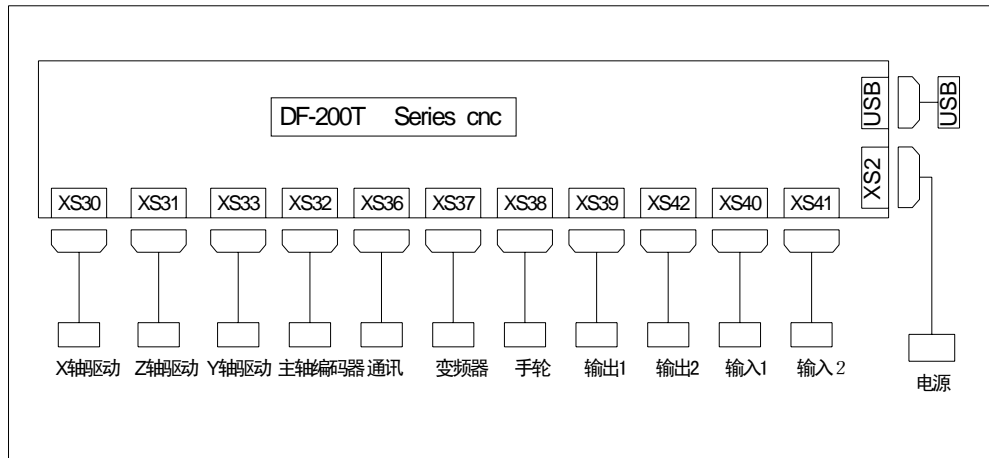 DF-200T Series cnc
USB
USB
XS2
XS30 XS31 XS33 XS32 XS36 XS37 XS38 XS39 XS42 XS40 XS41
X轴驱动 Z轴驱动 Y轴驱动 主轴编码器 通讯 变频器 手轮 输出1 输出2 输入1 输入2
电源